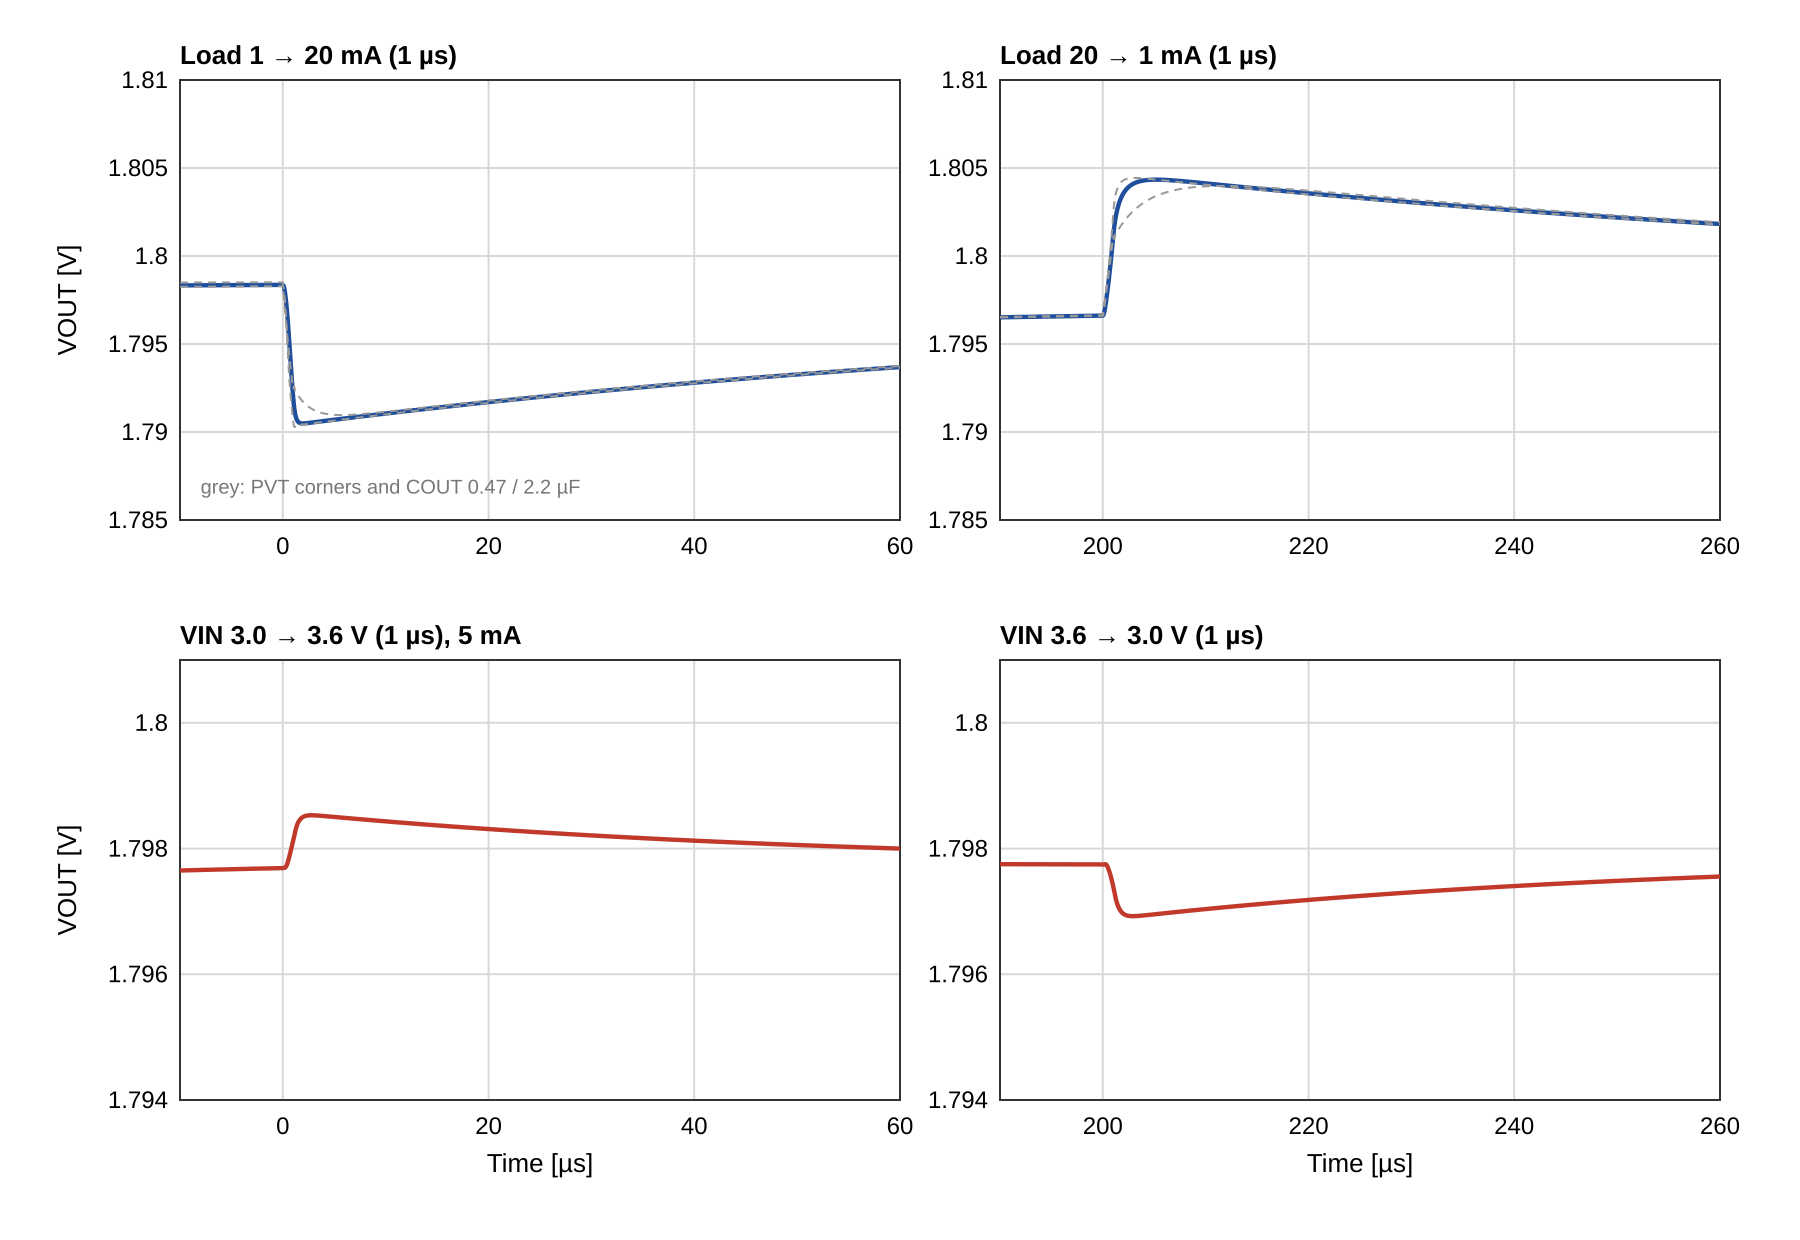 Load 1 → 20 mA (1 µs)
1.81
1.805
1.8
1.795
1.79
1.785
VOUT [V]
grey: PVT corners and COUT 0.47 / 2.2 µF
0 20 40 60
Load 20 → 1 mA (1 µs)
1.81
1.805
1.8
1.795
1.79
1.785
200 220 240 260
VIN 3.0 → 3.6 V (1 µs), 5 mA
1.8
1.798
1.796
1.794
VOUT [V]
0 20 40 60
Time [µs]
VIN 3.6 → 3.0 V (1 µs)
1.8
1.798
1.796
1.794
200 220 240 260
Time [µs]